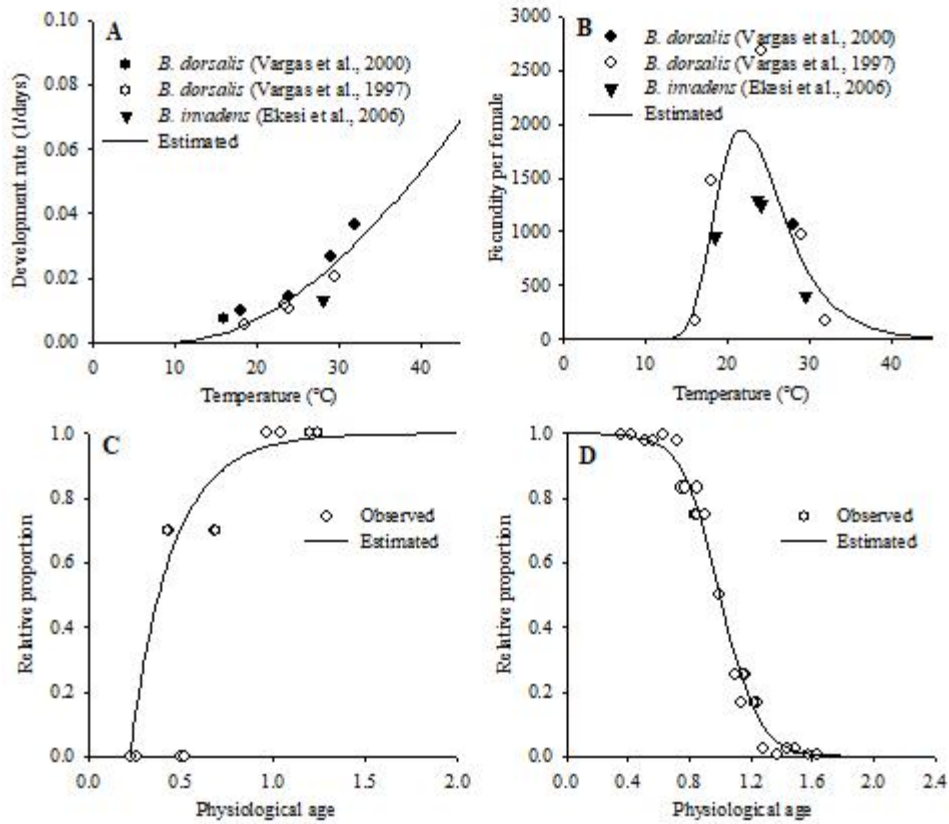 A
B. dorsalis (Vargas et al., 2000)
B. dorsalis (Vargas et al., 1997)
B. invadens (Ekesi et al., 2006)
Estimated
Development rate (1/days)
0.10
0.08
0.06
0.04
0.02
0.00
0 10 20 30 40
Temperature (°C)
B
B. dorsalis (Vargas et al., 2000)
B. dorsalis (Vargas et al., 1997)
B. invadens (Ekesi et al., 2006)
Estimated
Fecundity per female
3000
2500
2000
1500
1000
500
0
0 10 20 30 40
Temperature (°C)
C
Observed
Estimated
Relative proportion
1.0
0.8
0.6
0.4
0.2
0.0
0.0 0.5 1.0 1.5 2.0
Physiological age
D
Observed
Estimated
Relative proportion
1.0
0.8
0.6
0.4
0.2
0.0
0.0 0.4 0.8 1.2 1.6 2.0 2.4
Physiological age